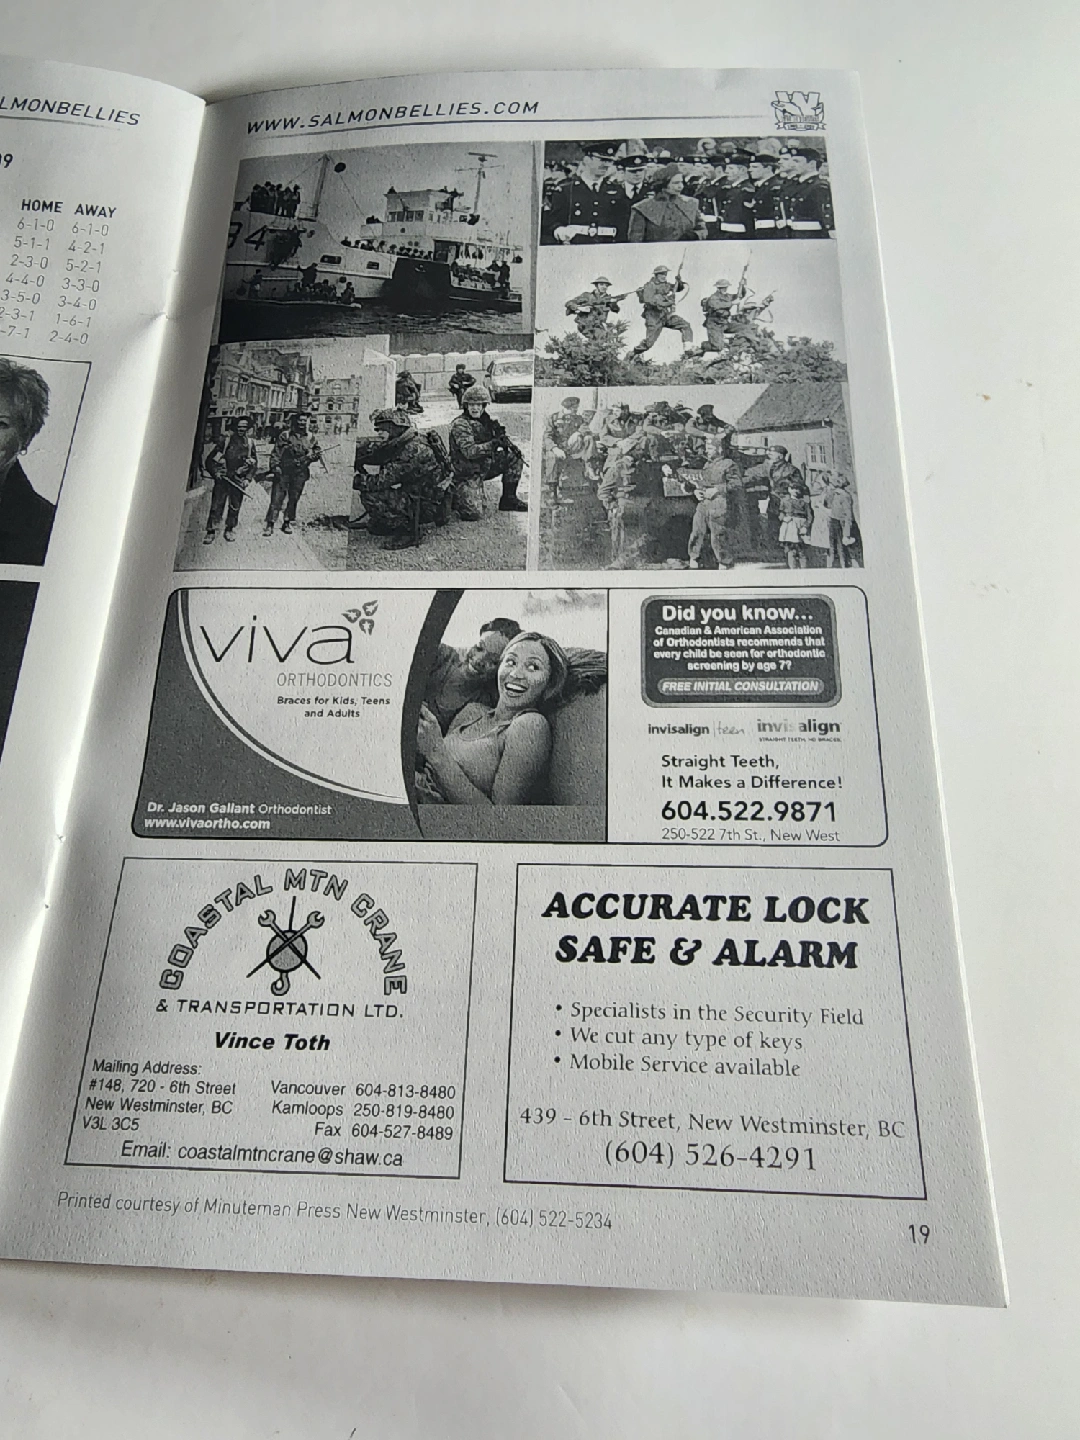 LMONBELLIES
HOME AWAY
6-1-0 6-1-0
5-1-1 4-2-1
2-3-0 5-2-1
4-4-0 3-3-0
3-5-0 3-4-0
2-3-1 1-6-1
-7-1 2-4-0
WWW.SALMONBELLIES.COM
viva
ORTHODONTICS
Braces for Kids, Teens
and Adults
Dr. Jason Gallant Orthodontist
www.vivaortho.com
Did you know...
Canadian & American Association
of Orthodontists recommends that
every child be seen for orthodontic
screening by age 7?
FREE INITIAL CONSULTATION
invisalign teen invisalign
STRAIGHT TEETH. NO BRACES.
Straight Teeth,
It Makes a Difference!
604.522.9871
250-522 7th St., New West
COASTAL MTN CRANE
& TRANSPORTATION LTD.
Vince Toth
Mailing Address:
#148, 720 - 6th Street
New Westminster, BC
V3L 3C5
Vancouver 604-813-8480
Kamloops 250-819-8480
Fax 604-527-8489
Email: coastalmtncrane@shaw.ca
ACCURATE LOCK
SAFE & ALARM
• Specialists in the Security Field
• We cut any type of keys
• Mobile Service available
439 - 6th Street, New Westminster, BC
(604) 526-4291
Printed courtesy of Minuteman Press New Westminster, (604) 522-5234
19